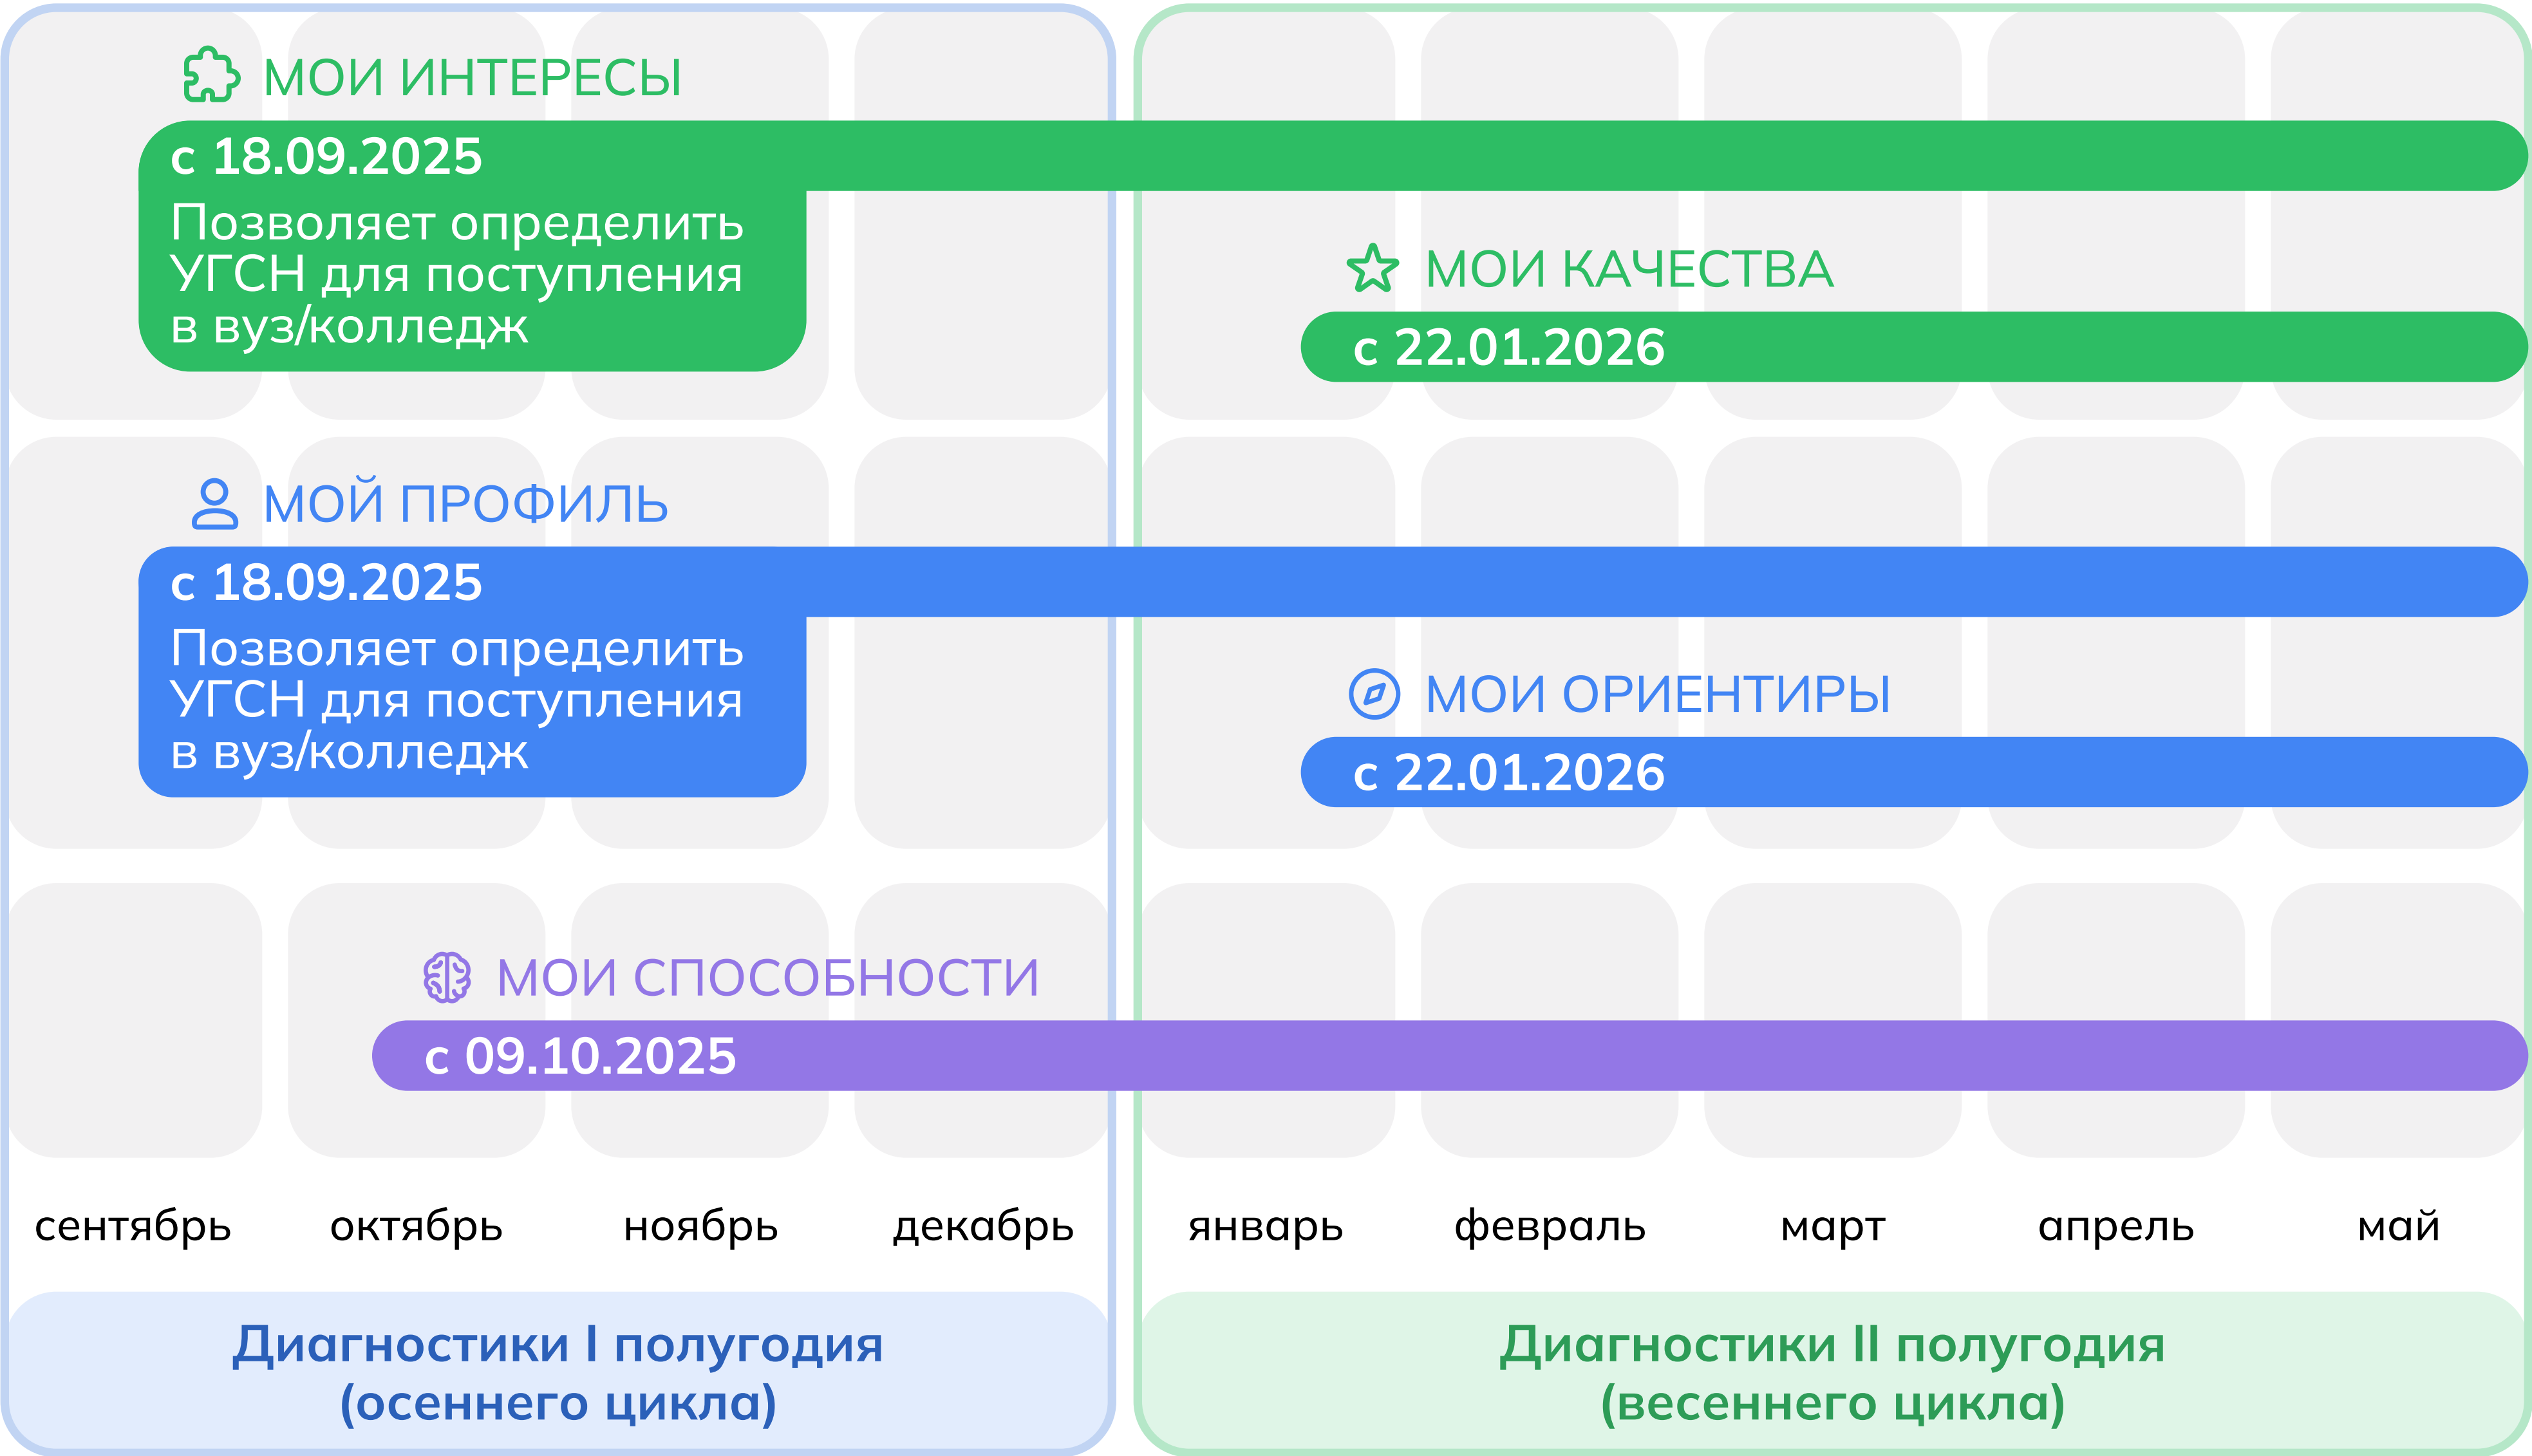 МОИ ИНТЕРЕСЫ
с 18.09.2025
Позволяет определить
УГСН для поступления
в вуз/колледж
МОИ КАЧЕСТВА
с 22.01.2026
МОЙ ПРОФИЛЬ
с 18.09.2025
Позволяет определить
УГСН для поступления
в вуз/колледж
МОИ ОРИЕНТИРЫ
с 22.01.2026
МОИ СПОСОБНОСТИ
с 09.10.2025
сентябрь октябрь ноябрь декабрь январь февраль март апрель май
Диагностики I полугодия
(осеннего цикла)
Диагностики II полугодия
(весеннего цикла)